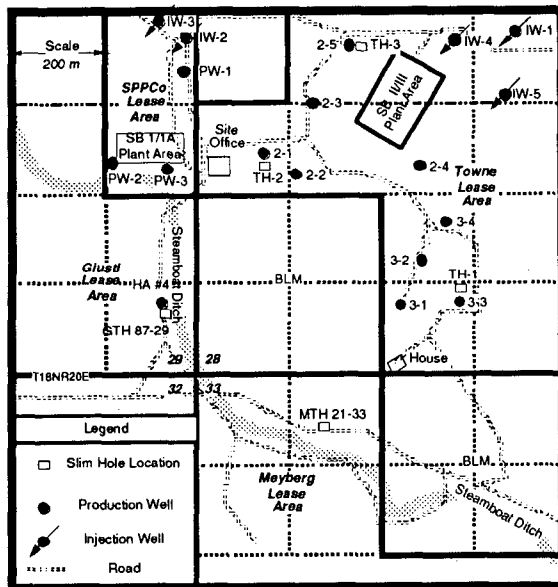 IW-3
IW-2
IW-1
IW-4
2-5
TH-3
Scale
200 m
PW-1
SPPCo
Lease
Area
SB II/III
Plant Area
IW-5
2-3
SB 1/1A
Plant Area
Site
Office
2-1
TH-2
2-2
2-4
Towne
Lease
Area
PW-2
PW-3
3-4
Steamboat Ditch
Giusti
Lease
Area
BLM
3-2
TH-1
HA #4
3-1
3-3
STH 87-29
House
29 28
T18NR20E
32 33
Legend
MTH 21-33
Slim Hole Location
BLM
Meyberg
Lease
Area
Steamboat Ditch
Production Well
Injection Well
Road